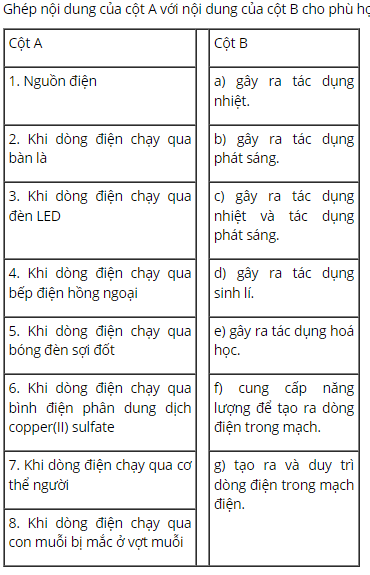 Ghép nội dung của cột A với nội dung của cột B cho phù
Cột A
Cột B
1. Nguồn điện
a) gây ra tác dụng
nhiệt.
2. Khi dòng điện chạy qua
bàn là
b) gây ra tác dụng
phát sáng.
3. Khi dòng điện chạy qua
đèn LED
c) gây ra tác dụng
nhiệt và tác dụng
phát sáng.
4. Khi dòng điện chạy qua
bếp điện hồng ngoại
d) gây ra tác dụng
sinh lí.
5. Khi dòng điện chạy qua
bóng đèn sợi đốt
e) gây ra tác dụng hoá
học.
6. Khi dòng điện chạy qua
bình điện phân dung dịch
copper(II) sulfate
f) cung cấp năng
lượng để tạo ra dòng
điện trong mạch.
7. Khi dòng điện chạy qua cơ
thể người
g) tạo ra và duy trì
dòng điện trong mạch
điện.
8. Khi dòng điện chạy qua
con muỗi bị mắc ở vợt muỗi